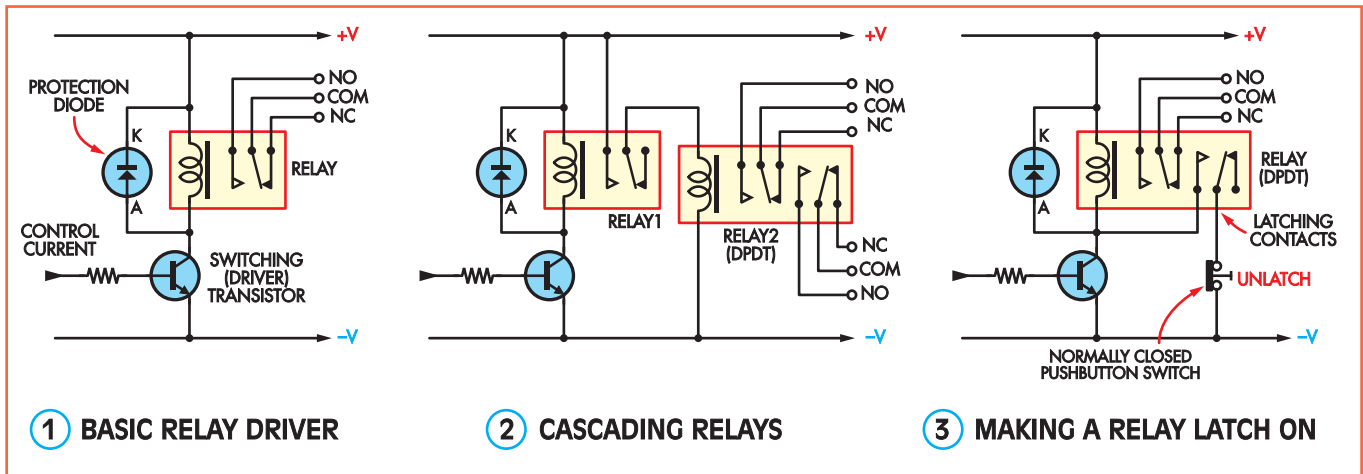 +V
PROTECTION
DIODE
K
A
NO
COM
NC
RELAY
CONTROL
CURRENT
SWITCHING
(DRIVER)
TRANSISTOR
–V
1 BASIC RELAY DRIVER
+V
K
A
RELAY1
NO
COM
NC
RELAY2
(DPDT)
NC
COM
NO
–V
2 CASCADING RELAYS
+V
K
A
NO
COM
NC
RELAY
(DPDT)
LATCHING
CONTACTS
UNLATCH
–V
NORMALLY CLOSED
PUSHBUTTON SWITCH
3 MAKING A RELAY LATCH ON